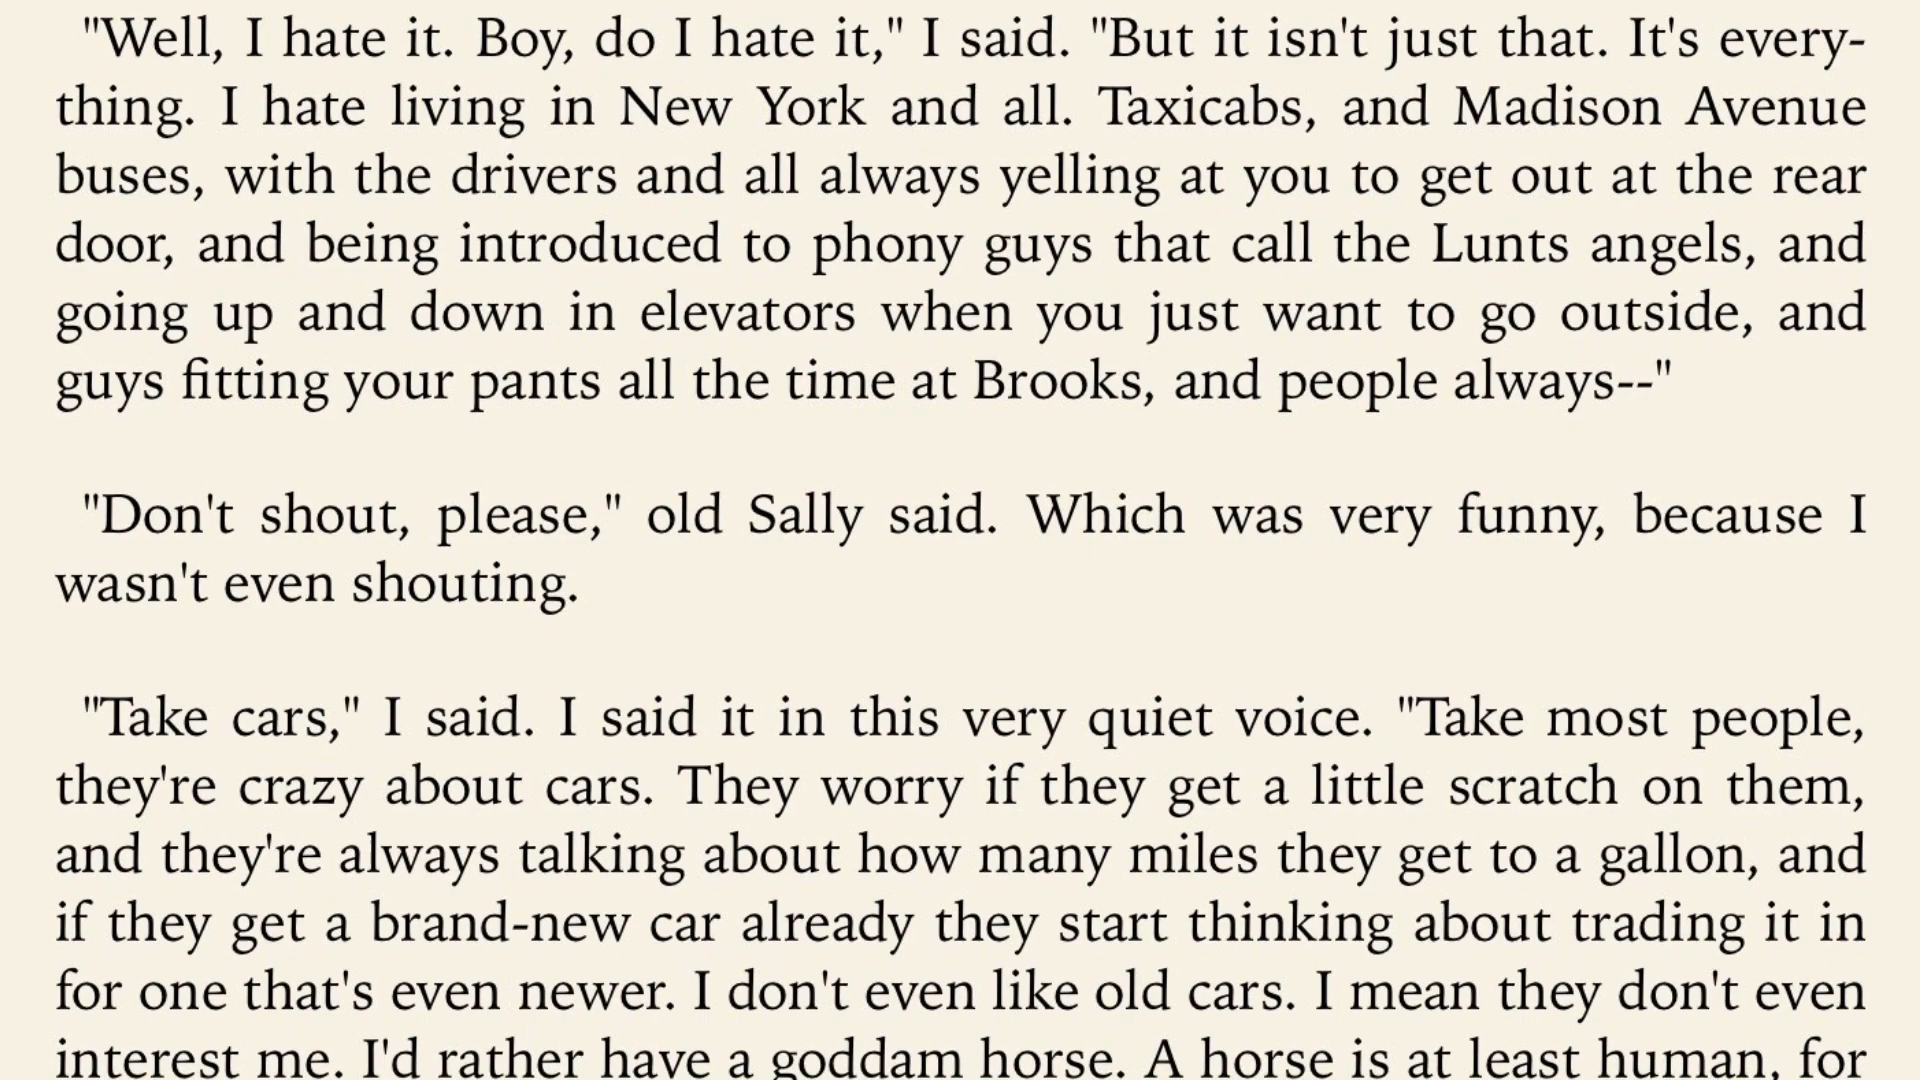 "Well, I hate it. Boy, do I hate it," I said. "But it isn't just that. It's every-
thing. I hate living in New York and all. Taxicabs, and Madison Avenue
buses, with the drivers and all always yelling at you to get out at the rear
door, and being introduced to phony guys that call the Lunts angels, and
going up and down in elevators when you just want to go outside, and
guys fitting your pants all the time at Brooks, and people always--"
"Don't shout, please," old Sally said. Which was very funny, because I
wasn't even shouting.
"Take cars," I said. I said it in this very quiet voice. "Take most people,
they're crazy about cars. They worry if they get a little scratch on them,
and they're always talking about how many miles they get to a gallon, and
if they get a brand-new car already they start thinking about trading it in
for one that's even newer. I don't even like old cars. I mean they don't even
interest me. I'd rather have a goddam horse. A horse is at least human, for